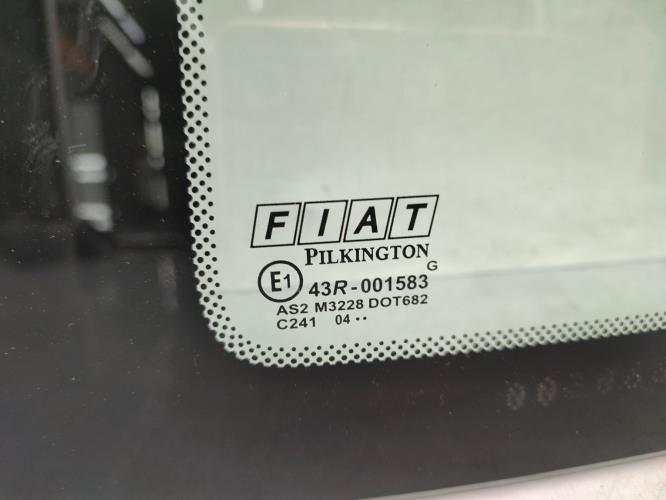 FIAT
PILKINGTON
E1 43R-001583 G
AS2 M3228 DOT682
C241 04 ••